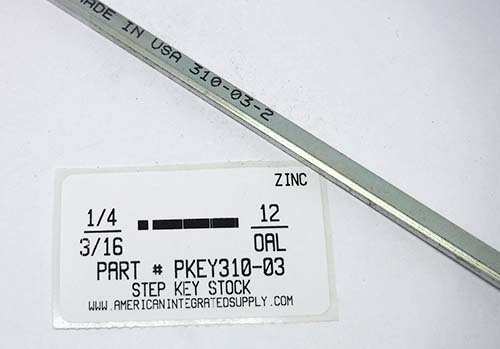 MADE IN USA 310-03-2
ZINC
1/4
3/16
12
OAL
PART # PKEY310-03
STEP KEY STOCK
WWW.AMERICANINTEGRATEDSUPPLY.COM